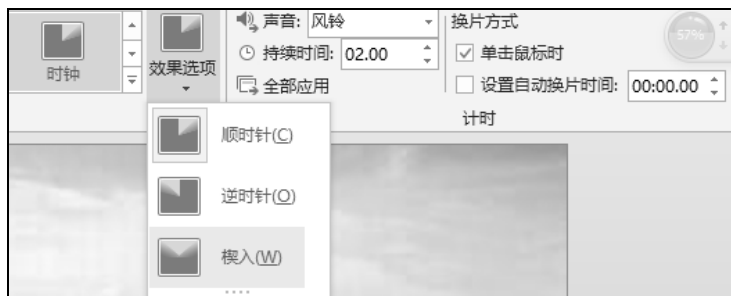 声音: 风铃
换片方式
57%
时钟
效果选项
持续时间: 02.00
单击鼠标时
全部应用
设置自动换片时间: 00:00.00
计时
顺时针(C)
逆时针(O)
楔入(W)